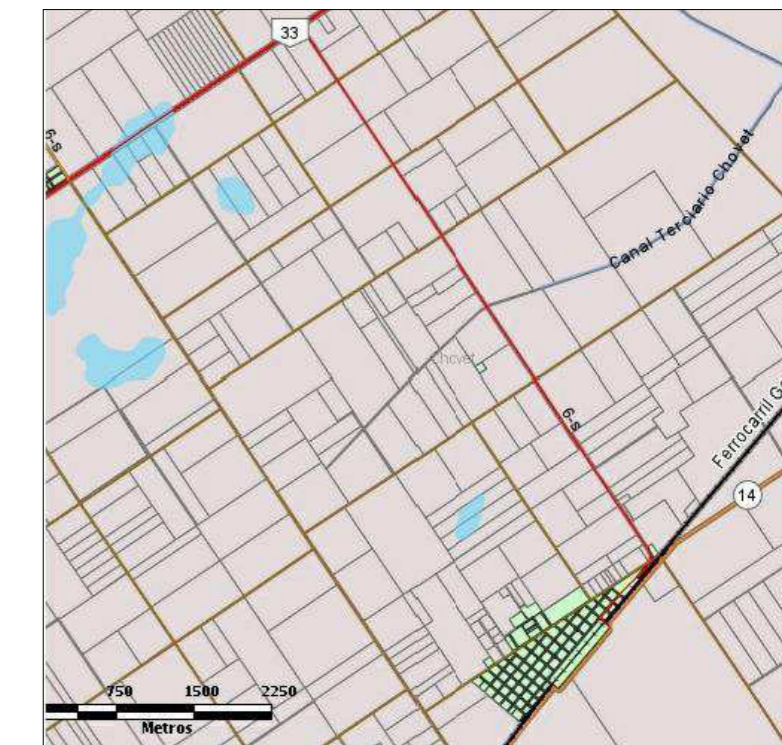 33
6-s
Canal Terciario Chovet
Chovet
6-s
Ferrocarril G
14
750 1500 2250
Metros